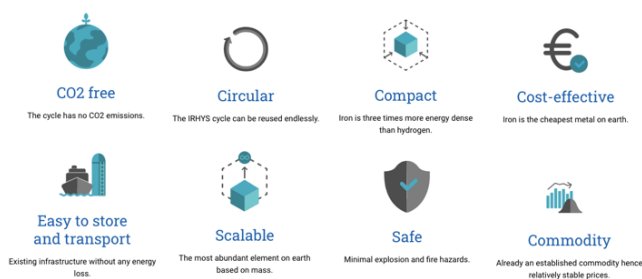 CO2 free
The cycle has no CO2 emissions.
Circular
The IRHYS cycle can be reused endlessly.
Compact
Iron is three times more energy dense
than hydrogen.
Cost-effective
Iron is the cheapest metal on earth.
Easy to store
and transport
Existing infrastructure without any energy
loss.
Scalable
The most abundant element on earth
based on mass.
Safe
Minimal explosion and fire hazards.
Commodity
Already an established commodity hence
relatively stable prices.